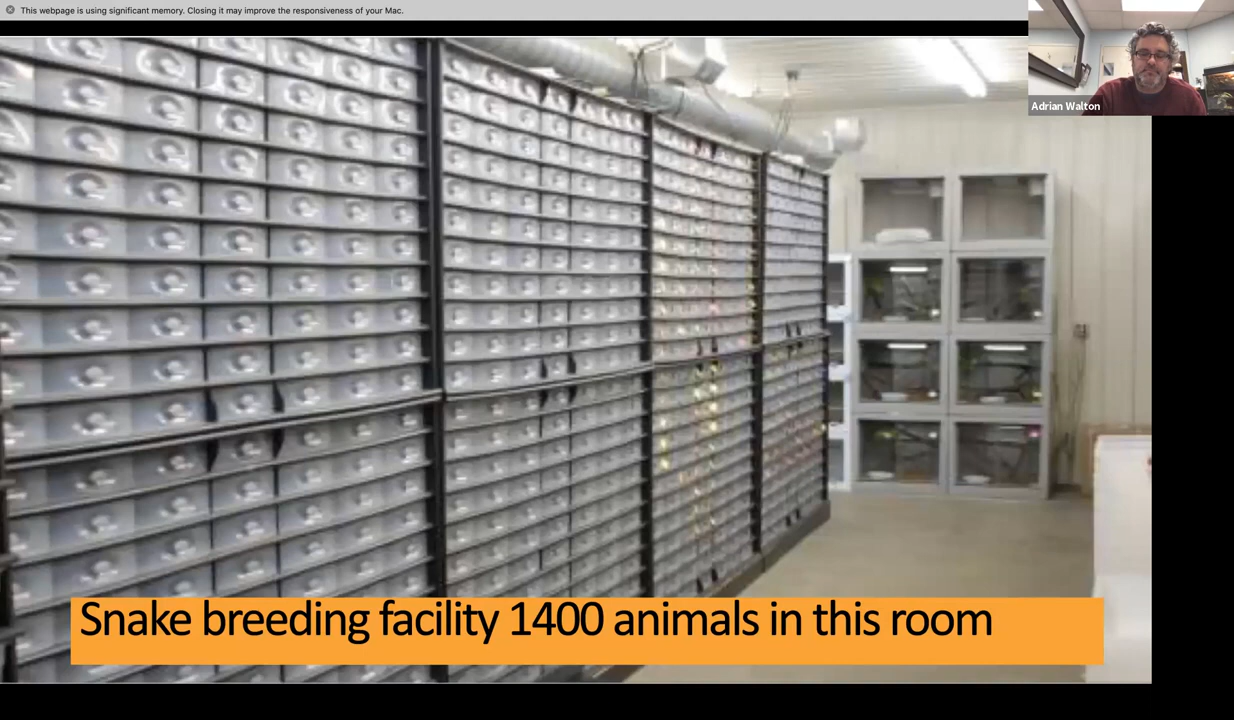 This webpage is using significant memory. Closing it may improve the responsiveness of your Mac.
Adrian Walton
Snake breeding facility 1400 animals in this room